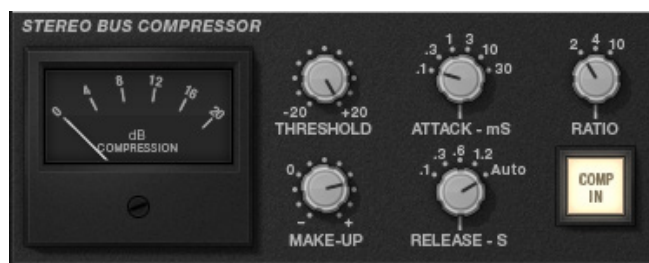 STEREO BUS COMPRESSOR
0 4 8 12 16 20
dB
COMPRESSION
-20 +20
THRESHOLD
.1 .3 1 3 10 30
ATTACK - mS
2 4 10
RATIO
0
- +
MAKE-UP
.1 .3 .6 1.2 Auto
RELEASE - S
COMP
IN